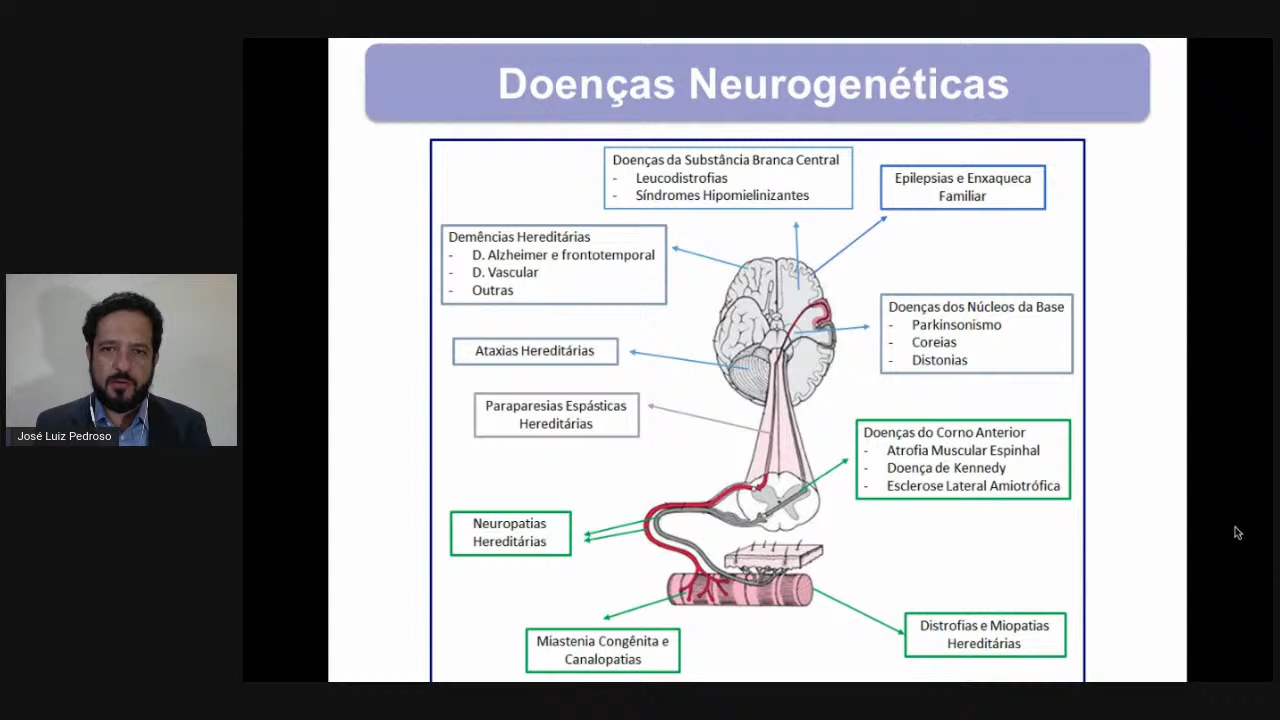 Doenças Neurogenéticas
Doenças da Substância Branca Central
- Leucodistrofias
- Síndromes Hipomielinizantes
Epilepsias e Enxaqueca
Familiar
Demências Hereditárias
- D. Alzheimer e frontotemporal
- D. Vascular
- Outras
Doenças dos Núcleos da Base
- Parkinsonismo
- Coreias
- Distonias
Ataxias Hereditárias
Paraparesias Espásticas
Hereditárias
Doenças do Corno Anterior
- Atrofia Muscular Espinhal
- Doença de Kennedy
- Esclerose Lateral Amiotrófica
José Luiz Pedroso
Neuropatias
Hereditárias
Miastenia Congênita e
Canalopatias
Distrofias e Miopatias
Hereditárias